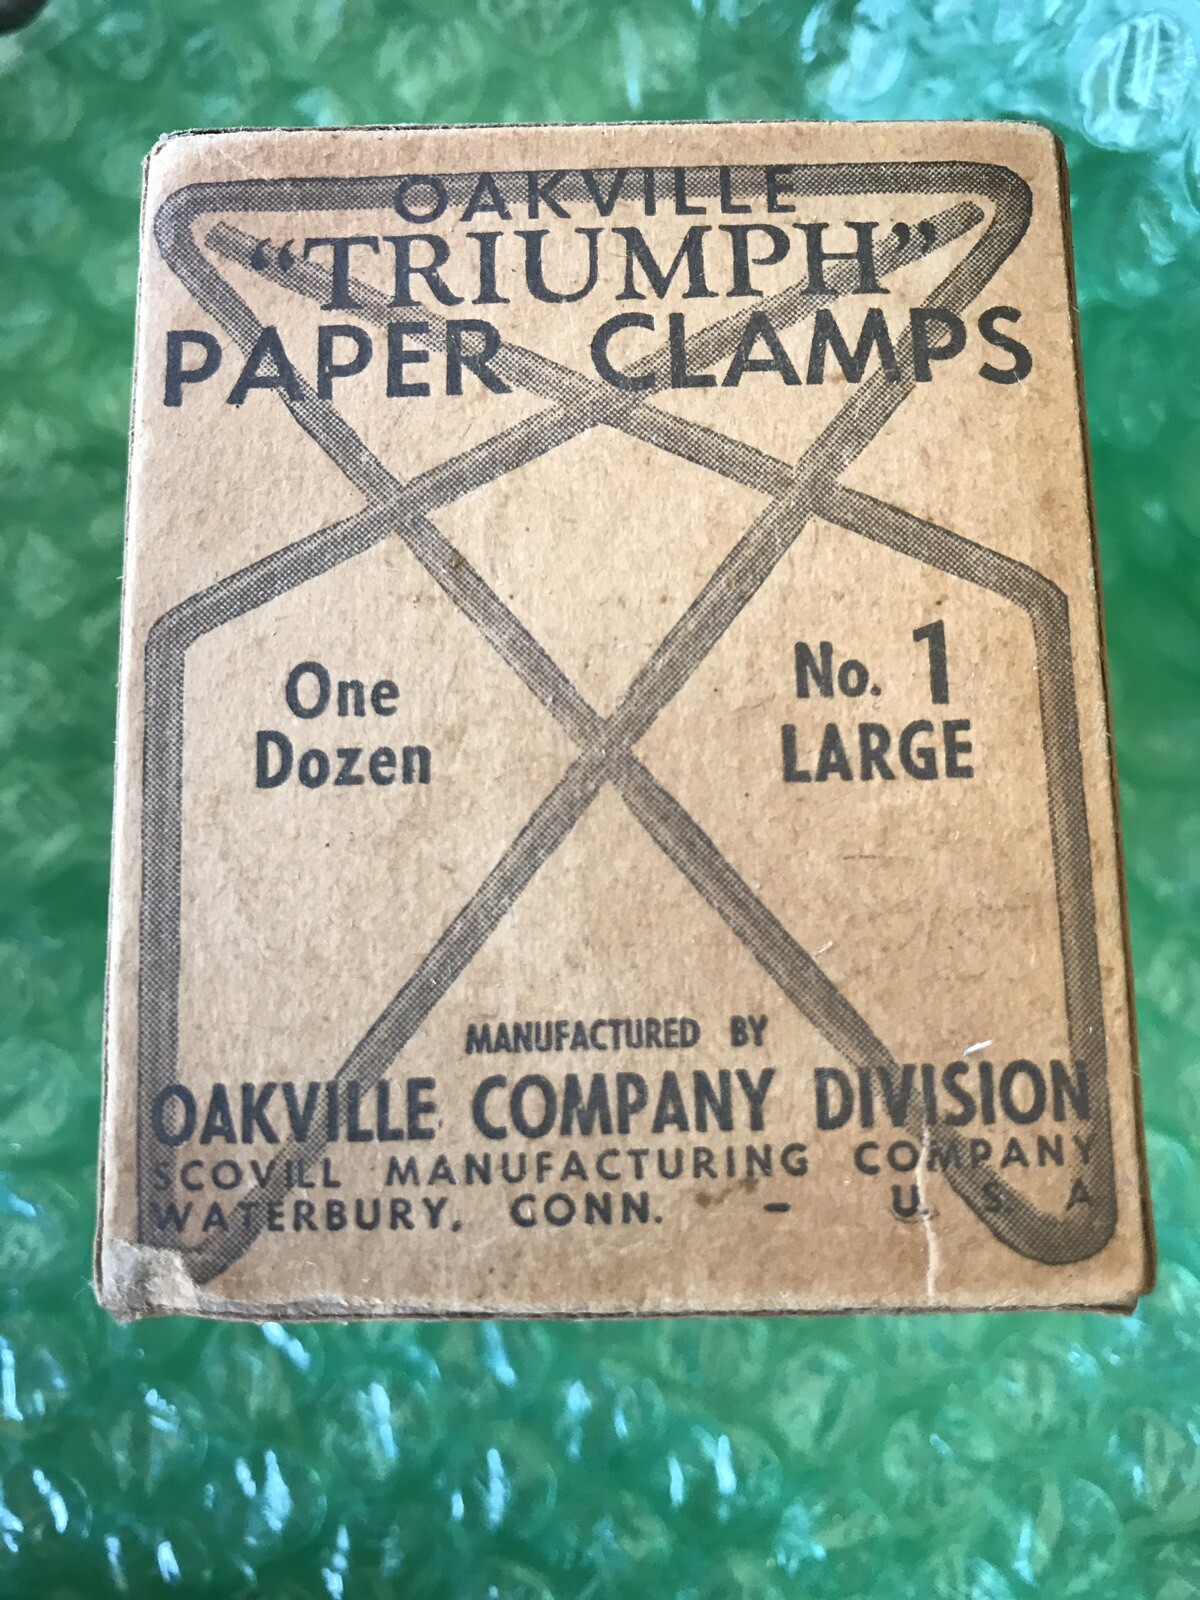 OAKVILLE
"TRIUMPH"
PAPER CLAMPS
One
Dozen
No. 1
LARGE
MANUFACTURED BY
OAKVILLE COMPANY DIVISION
SCOVILL MANUFACTURING COMPANY
WATERBURY, CONN. - U. S. A